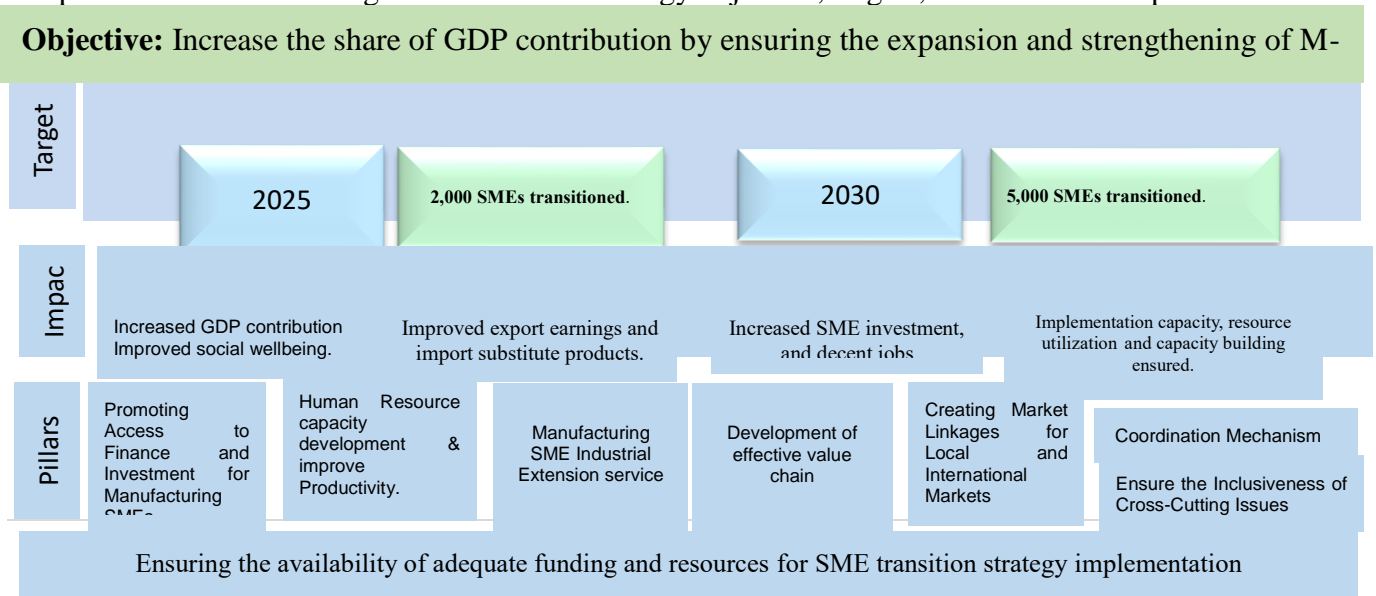 Objective: Increase the share of GDP contribution by ensuring the expansion and strengthening of M-
Target
2025
2,000 SMEs transitioned.
2030
5,000 SMEs transitioned.
Impac
Increased GDP contribution
Improved social wellbeing.
Improved export earnings and
import substitute products.
Increased SME investment,
and decent jobs
Implementation capacity, resource
utilization and capacity building
ensured.
Pillars
Promoting
Access to
Finance and
Investment for
Manufacturing
SMEs
Human Resource
capacity
development &
improve
Productivity.
Manufacturing
SME Industrial
Extension service
Development of
effective value
chain
Creating Market
Linkages for
Local and
International
Markets
Coordination Mechanism
Ensure the Inclusiveness of
Cross-Cutting Issues
Ensuring the availability of adequate funding and resources for SME transition strategy implementation